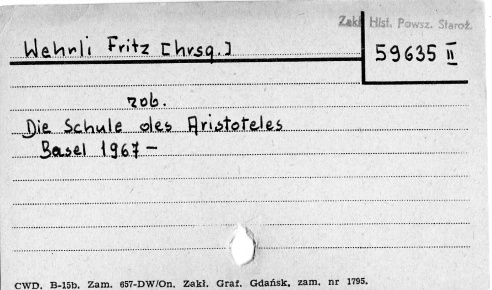 Zakł Hist. Powsz. Staroż.
Wehrli Fritz [hrsg.]
59635 II
zob.
Die Schule des Aristoteles
Basel 1967 -
CWD. B-15b. Zam. 657-DW/On. Zakł. Graf. Gdańsk, zam. nr 1795.